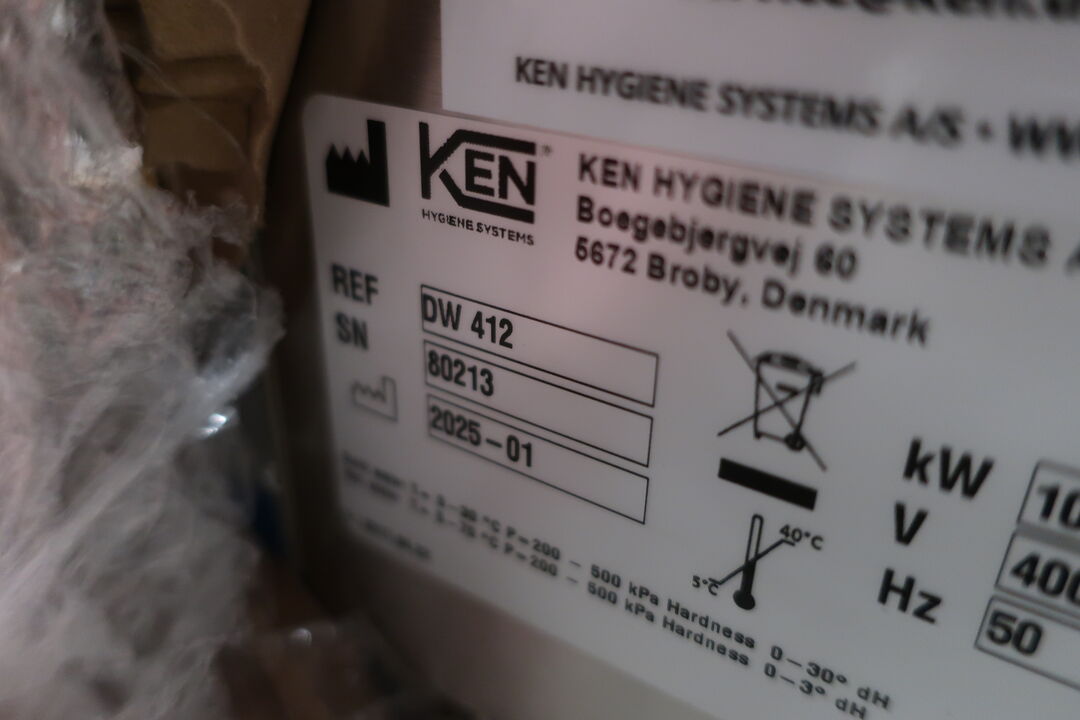 KEN HYGIENE SYSTEMS A/S • WW
KEN®
HYGIENE SYSTEMS
KEN HYGIENE SYSTEMS
Boegebjergvej 60
5672 Broby, Denmark
REF DW 412
SN 80213
2025-01
kW 10
V 400
Hz 50
40°C
5°C
°C P=200 - 500 kPa Hardness 0-30° dH
°C P=200 - 500 kPa Hardness 0-3° dH